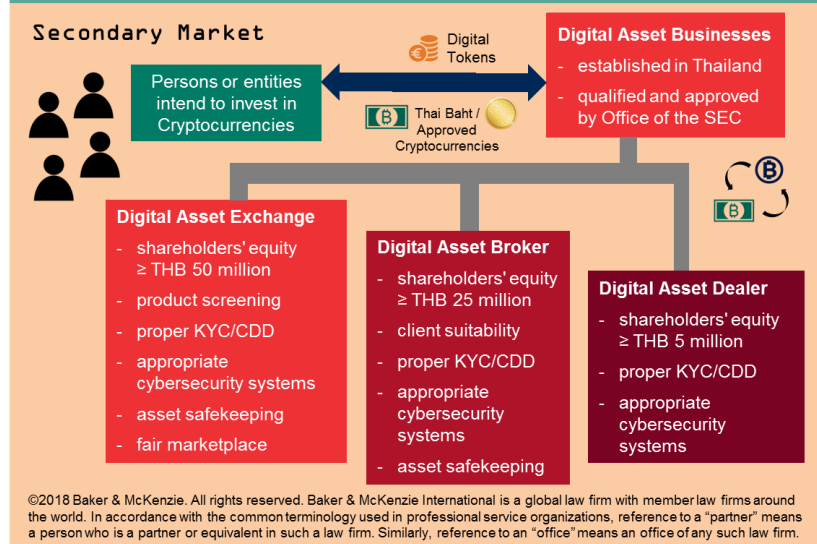 Secondary Market
Digital
Tokens
Persons or entities
intend to invest in
Cryptocurrencies
Thai Baht /
Approved
Cryptocurrencies
Digital Asset Businesses
- established in Thailand
- qualified and approved
by Office of the SEC
Digital Asset Exchange
- shareholders' equity
≥ THB 50 million
- product screening
- proper KYC/CDD
- appropriate
cybersecurity systems
- asset safekeeping
- fair marketplace
Digital Asset Broker
- shareholders' equity
≥ THB 25 million
- client suitability
- proper KYC/CDD
- appropriate
cybersecurity
systems
- asset safekeeping
Digital Asset Dealer
- shareholders' equity
≥ THB 5 million
- proper KYC/CDD
- appropriate
cybersecurity
systems
©2018 Baker & McKenzie. All rights reserved. Baker & McKenzie International is a global law firm with member law firms around
the world. In accordance with the common terminology used in professional service organizations, reference to a “partner” means
a person who is a partner or equivalent in such a law firm. Similarly, reference to an “office” means an office of any such law firm.